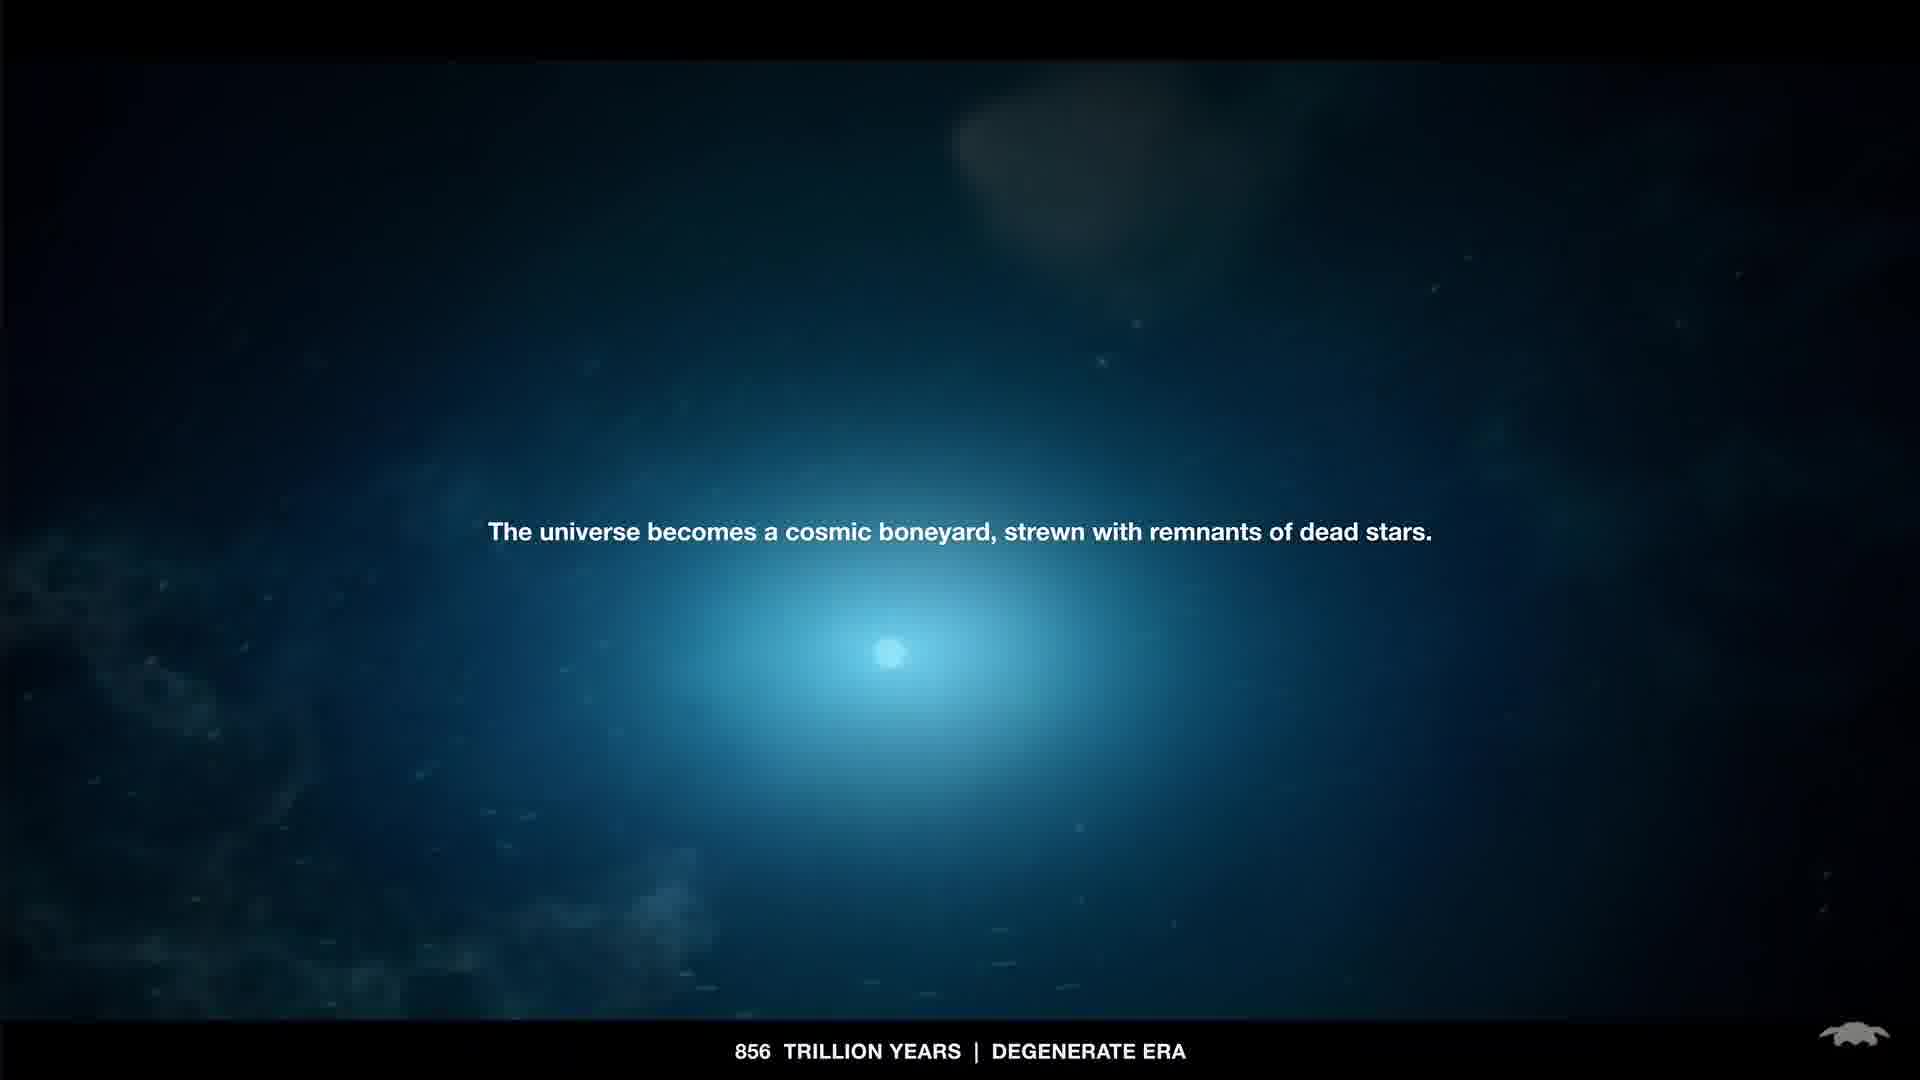 The universe becomes a cosmic boneyard, strewn with remnants of dead stars.
856 TRILLION YEARS | DEGENERATE ERA